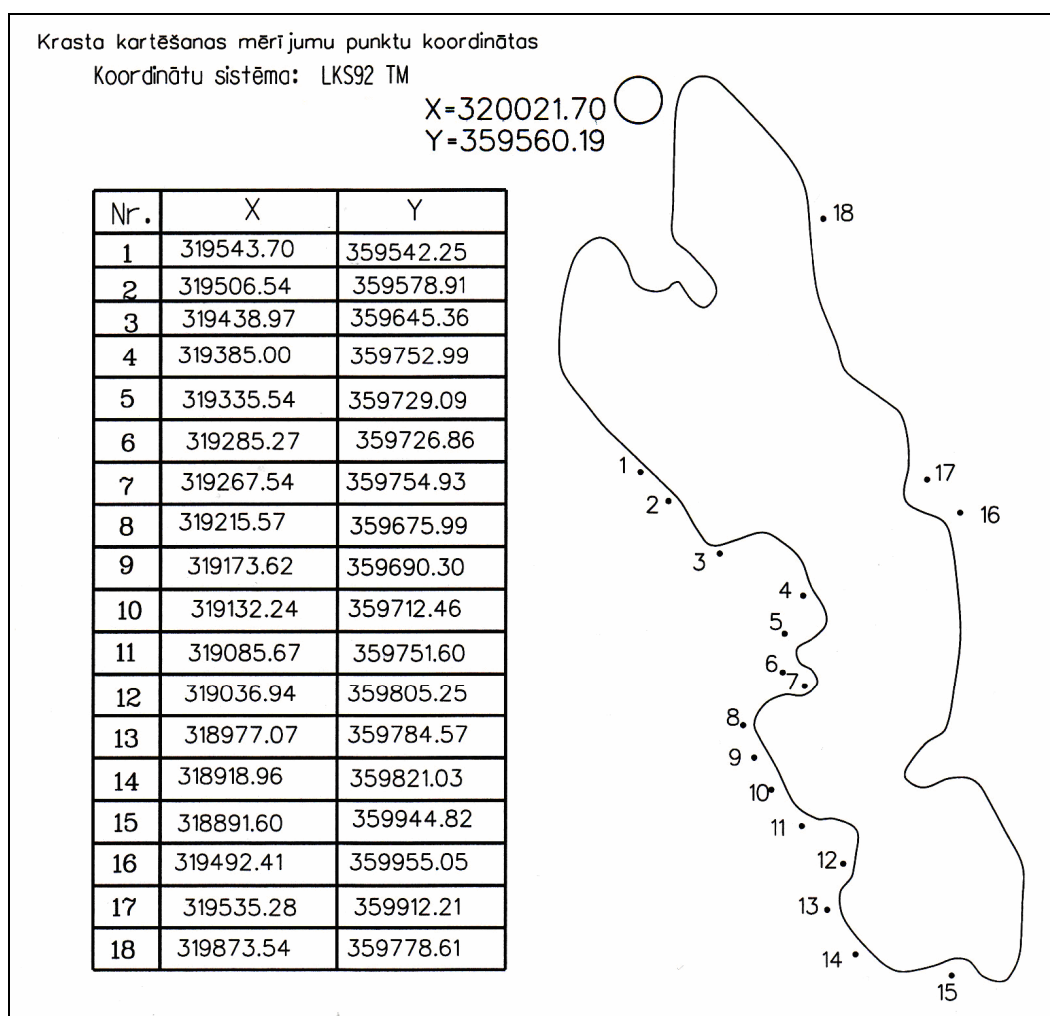 Krasta kartēšanas mērījumu punktu koordinātas
Koordinātu sistēma: LKS92 TM
X=320021.70
Y=359560.19
Nr. X Y
1 319543.70 359542.25
2 319506.54 359578.91
3 319438.97 359645.36
4 319385.00 359752.99
5 319335.54 359729.09
6 319285.27 359726.86
7 319267.54 359754.93
8 319215.57 359675.99
9 319173.62 359690.30
10 319132.24 359712.46
11 319085.67 359751.60
12 319036.94 359805.25
13 318977.07 359784.57
14 318918.96 359821.03
15 318891.60 359944.82
16 319492.41 359955.05
17 319535.28 359912.21
18 319873.54 359778.61
18
17
16
1
2
3
4
5
6
7
8
9
10
11
12
13
14
15